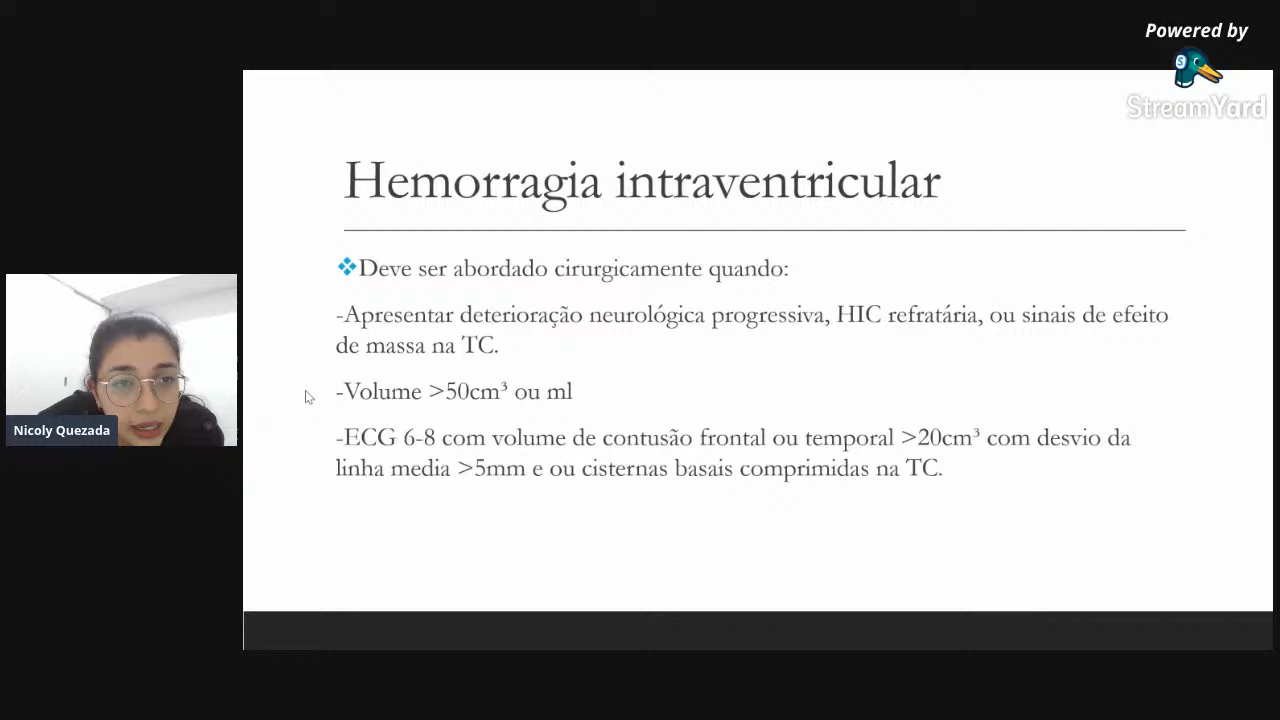 Powered by
StreamYard
Hemorragia intraventricular
Deve ser abordado cirurgicamente quando:
-Apresentar deterioração neurológica progressiva, HIC refratária, ou sinais de efeito
de massa na TC.
-Volume >50cm³ ou ml
-ECG 6-8 com volume de contusão frontal ou temporal >20cm³ com desvio da
linha media >5mm e ou cisternas basais comprimidas na TC.
Nicoly Quezada